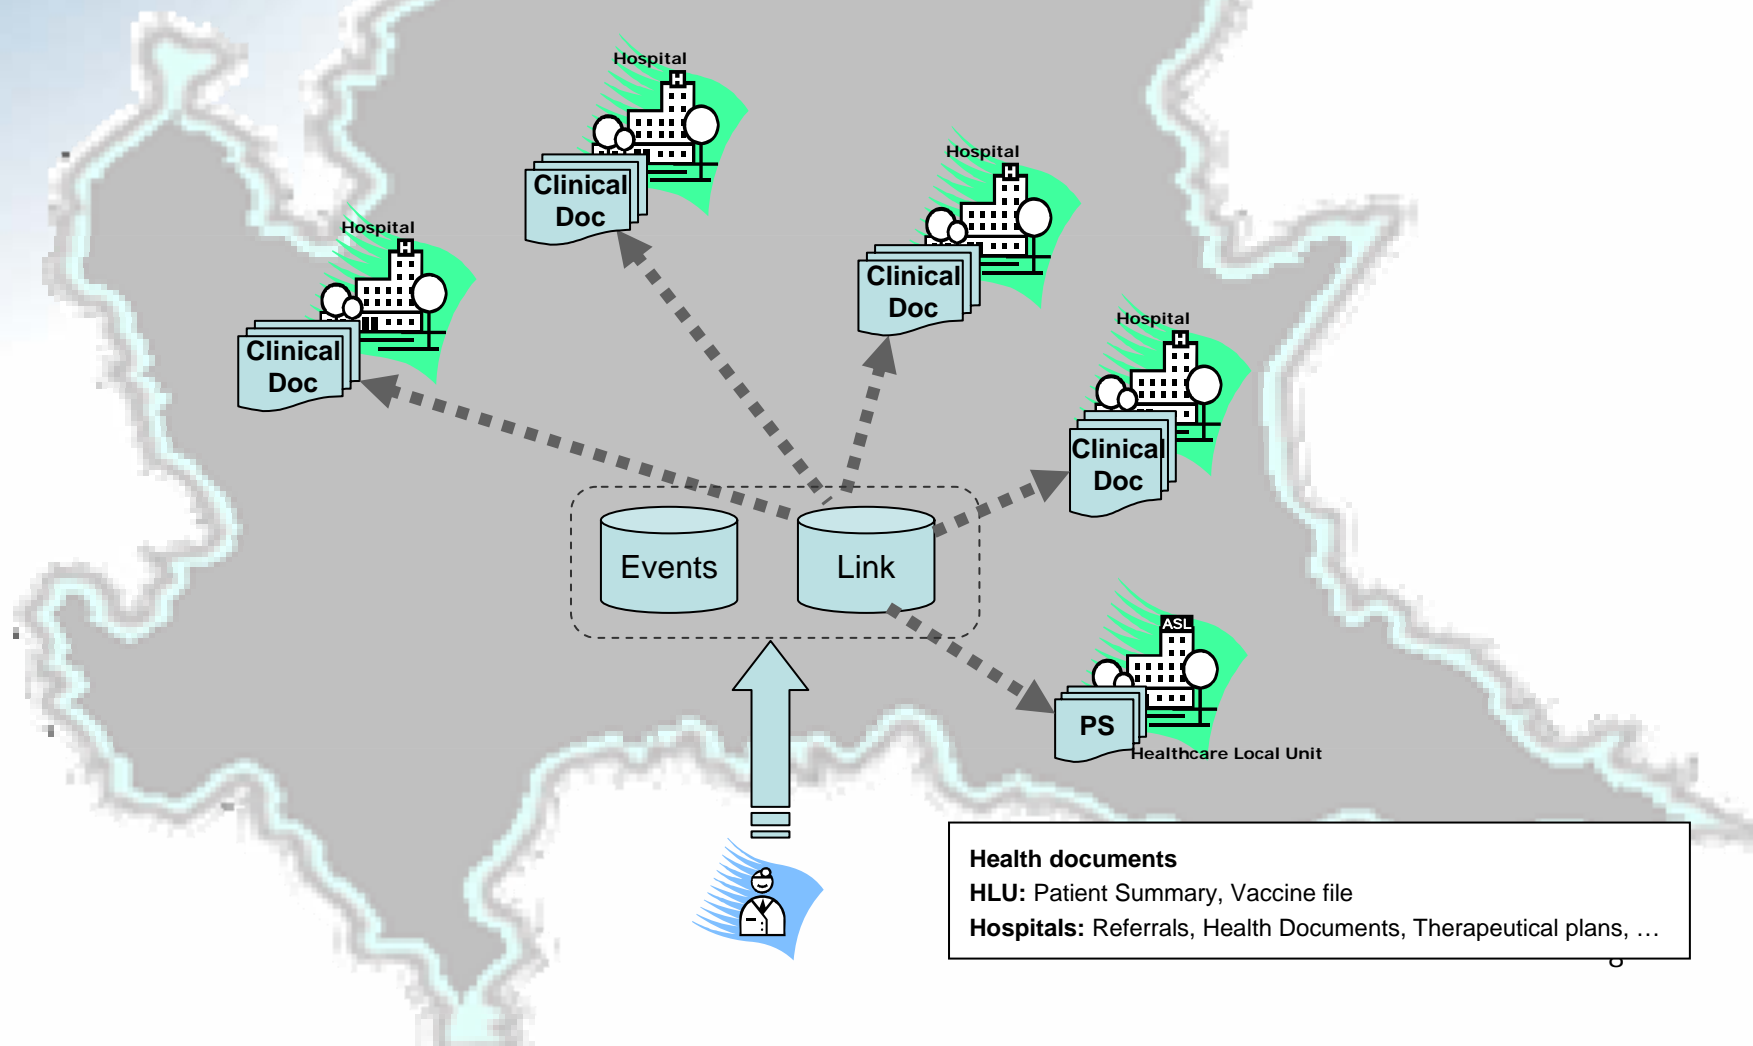 Hospital
H
Clinical
Doc
Hospital
H
Clinical
Doc
Hospital
H
Clinical
Doc
Hospital
H
Clinical
Doc
Events
Link
ASL
PS
Healthcare Local Unit
Health documents
HLU: Patient Summary, Vaccine file
Hospitals: Referrals, Health Documents, Therapeutical plans, …